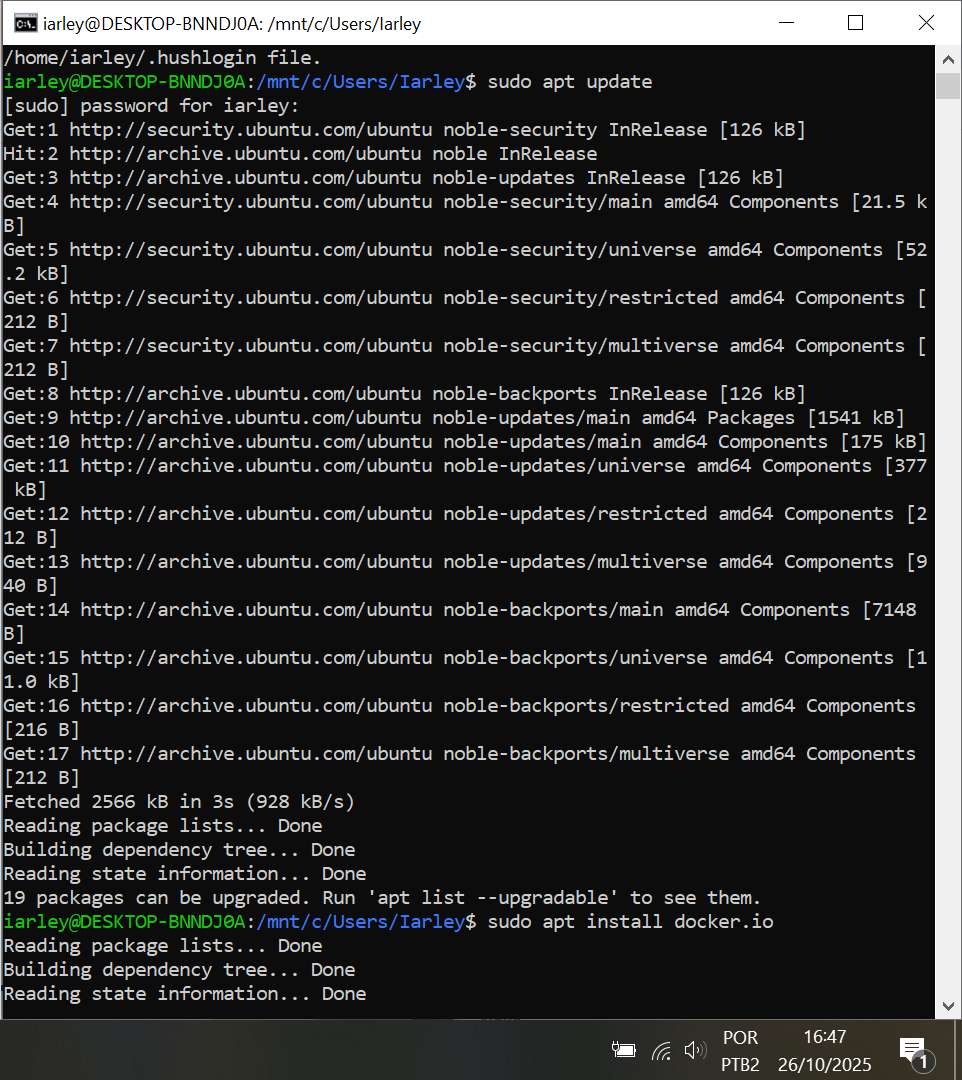 iarley@DESKTOP-BNNDJ0A: /mnt/c/Users/Iarley
/home/iarley/.hushlogin file.
iarley@DESKTOP-BNNDJ0A:/mnt/c/Users/Iarley$ sudo apt update
[sudo] password for iarley:
Get:1 http://security.ubuntu.com/ubuntu noble-security InRelease [126 kB]
Hit:2 http://archive.ubuntu.com/ubuntu noble InRelease
Get:3 http://archive.ubuntu.com/ubuntu noble-updates InRelease [126 kB]
Get:4 http://security.ubuntu.com/ubuntu noble-security/main amd64 Components [21.5 k
B]
Get:5 http://security.ubuntu.com/ubuntu noble-security/universe amd64 Components [52
.2 kB]
Get:6 http://security.ubuntu.com/ubuntu noble-security/restricted amd64 Components [
212 B]
Get:7 http://security.ubuntu.com/ubuntu noble-security/multiverse amd64 Components [
212 B]
Get:8 http://archive.ubuntu.com/ubuntu noble-backports InRelease [126 kB]
Get:9 http://archive.ubuntu.com/ubuntu noble-updates/main amd64 Packages [1541 kB]
Get:10 http://archive.ubuntu.com/ubuntu noble-updates/main amd64 Components [175 kB]
Get:11 http://archive.ubuntu.com/ubuntu noble-updates/universe amd64 Components [377
 kB]
Get:12 http://archive.ubuntu.com/ubuntu noble-updates/restricted amd64 Components [2
12 B]
Get:13 http://archive.ubuntu.com/ubuntu noble-updates/multiverse amd64 Components [9
40 B]
Get:14 http://archive.ubuntu.com/ubuntu noble-backports/main amd64 Components [7148
B]
Get:15 http://archive.ubuntu.com/ubuntu noble-backports/universe amd64 Components [1
1.0 kB]
Get:16 http://archive.ubuntu.com/ubuntu noble-backports/restricted amd64 Components
[216 B]
Get:17 http://archive.ubuntu.com/ubuntu noble-backports/multiverse amd64 Components
[212 B]
Fetched 2566 kB in 3s (928 kB/s)
Reading package lists... Done
Building dependency tree... Done
Reading state information... Done
19 packages can be upgraded. Run 'apt list --upgradable' to see them.
iarley@DESKTOP-BNNDJ0A:/mnt/c/Users/Iarley$ sudo apt install docker.io
Reading package lists... Done
Building dependency tree... Done
Reading state information... Done
POR
PTB2
16:47
26/10/2025
1